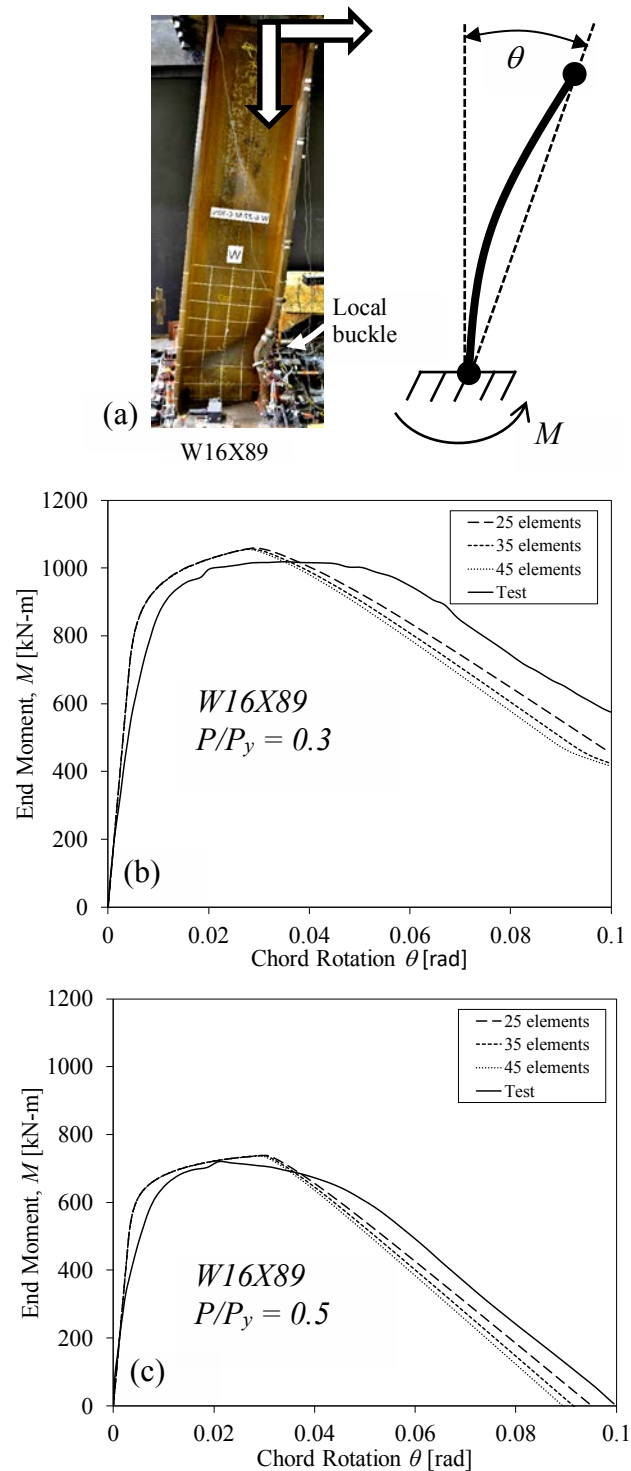 θ
W
Local
buckle
(a)
M
W16X89
1200
1000
800
600
400
200
0
End Moment, M [kN-m]
25 elements
35 elements
45 elements
Test
W16X89
P/Py = 0.3
(b)
0
0.02
0.04
0.06
0.08
0.1
Chord Rotation θ [rad]
1200
1000
800
600
400
200
0
End Moment, M [kN-m]
25 elements
35 elements
45 elements
Test
W16X89
P/Py = 0.5
(c)
0
0.02
0.04
0.06
0.08
0.1
Chord Rotation θ [rad]